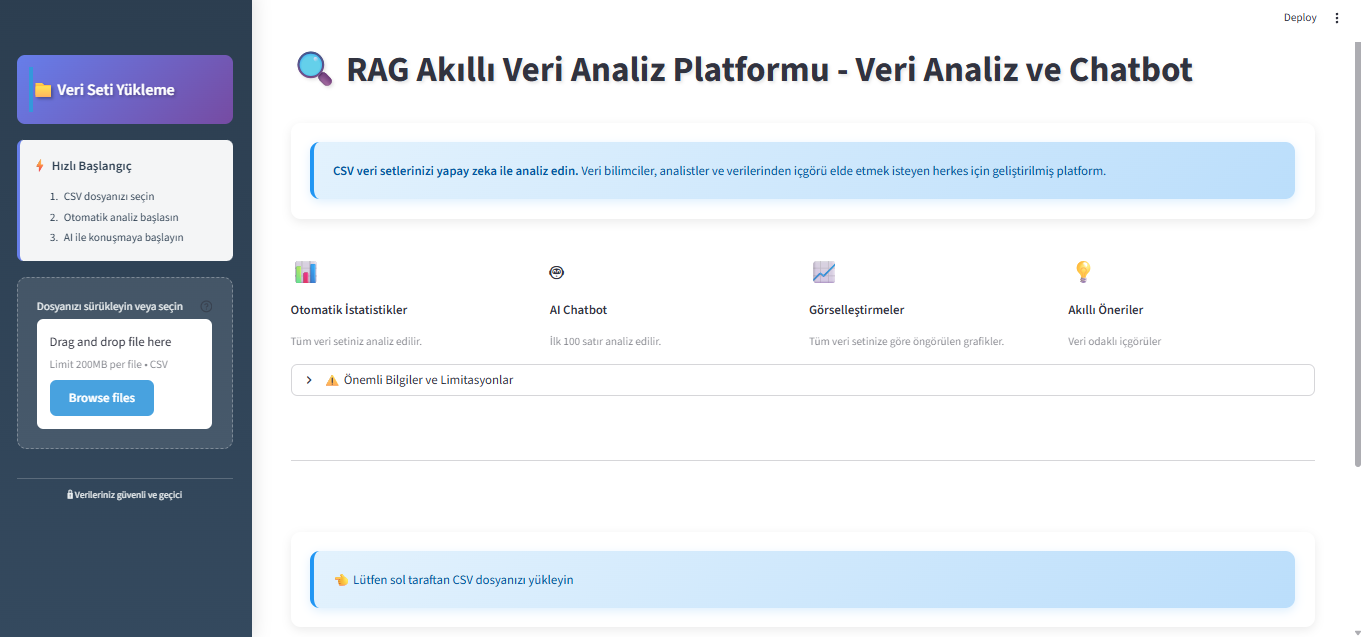 Deploy
Veri Seti Yükleme
Hızlı Başlangıç
1. CSV dosyanızı seçin
2. Otomatik analiz başlasın
3. AI ile konuşmaya başlayın
Dosyanızı sürükleyin veya seçin
Drag and drop file here
Limit 200MB per file • CSV
Browse files
Verileriniz güvenli ve geçici
RAG Akıllı Veri Analiz Platformu - Veri Analiz ve Chatbot
CSV veri setlerinizi yapay zeka ile analiz edin. Veri bilimciler, analistler ve verilerinden içgörü elde etmek isteyen herkes için geliştirilmiş platform.
Otomatik İstatistikler
Tüm veri setiniz analiz edilir.
AI Chatbot
İlk 100 satır analiz edilir.
Görselleştirmeler
Tüm veri setinize göre öngörülen grafikler.
Akıllı Öneriler
Veri odaklı içgörüler
Önemli Bilgiler ve Limitasyonlar
Lütfen sol taraftan CSV dosyanızı yükleyin